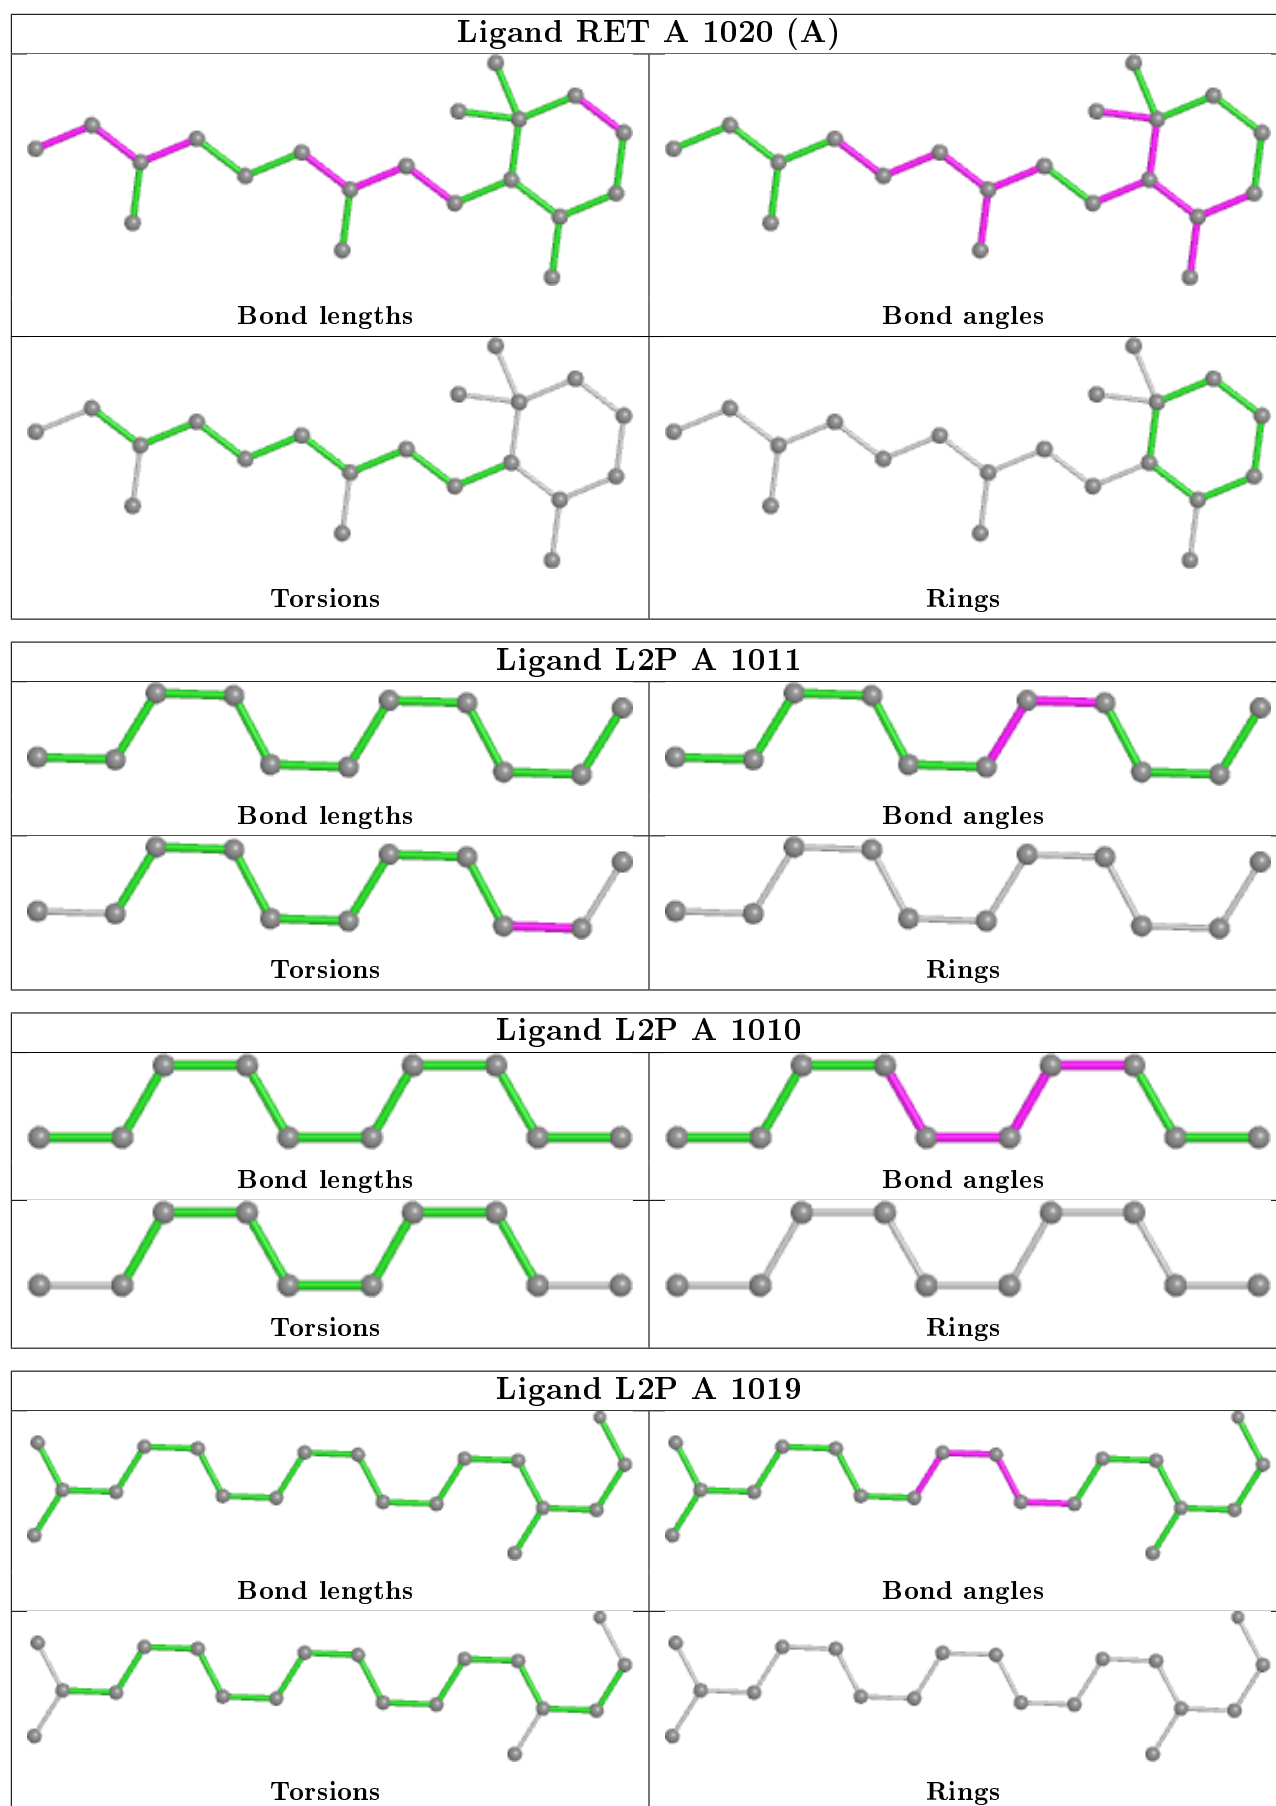 Ligand RET A 1020 (A)
Bond lengths
Bond angles
Torsions
Rings
Ligand L2P A 1011
Bond lengths
Bond angles
Torsions
Rings
Ligand L2P A 1010
Bond lengths
Bond angles
Torsions
Rings
Ligand L2P A 1019
Bond lengths
Bond angles
Torsions
Rings